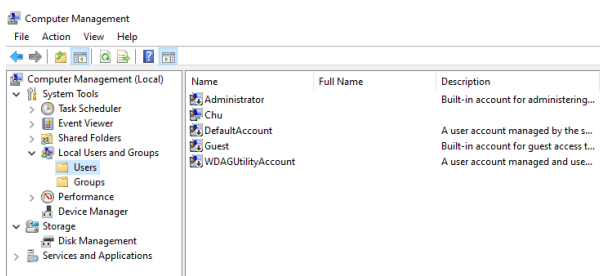 Computer Management
File Action View Help
Computer Management (Local)
System Tools
Task Scheduler
Event Viewer
Shared Folders
Local Users and Groups
Users
Groups
Performance
Device Manager
Storage
Disk Management
Services and Applications
Name Full Name Description
Administrator Built-in account for administering...
Chu
DefaultAccount A user account managed by the s...
Guest Built-in account for guest access t...
WDAGUtilityAccount A user account managed and use...